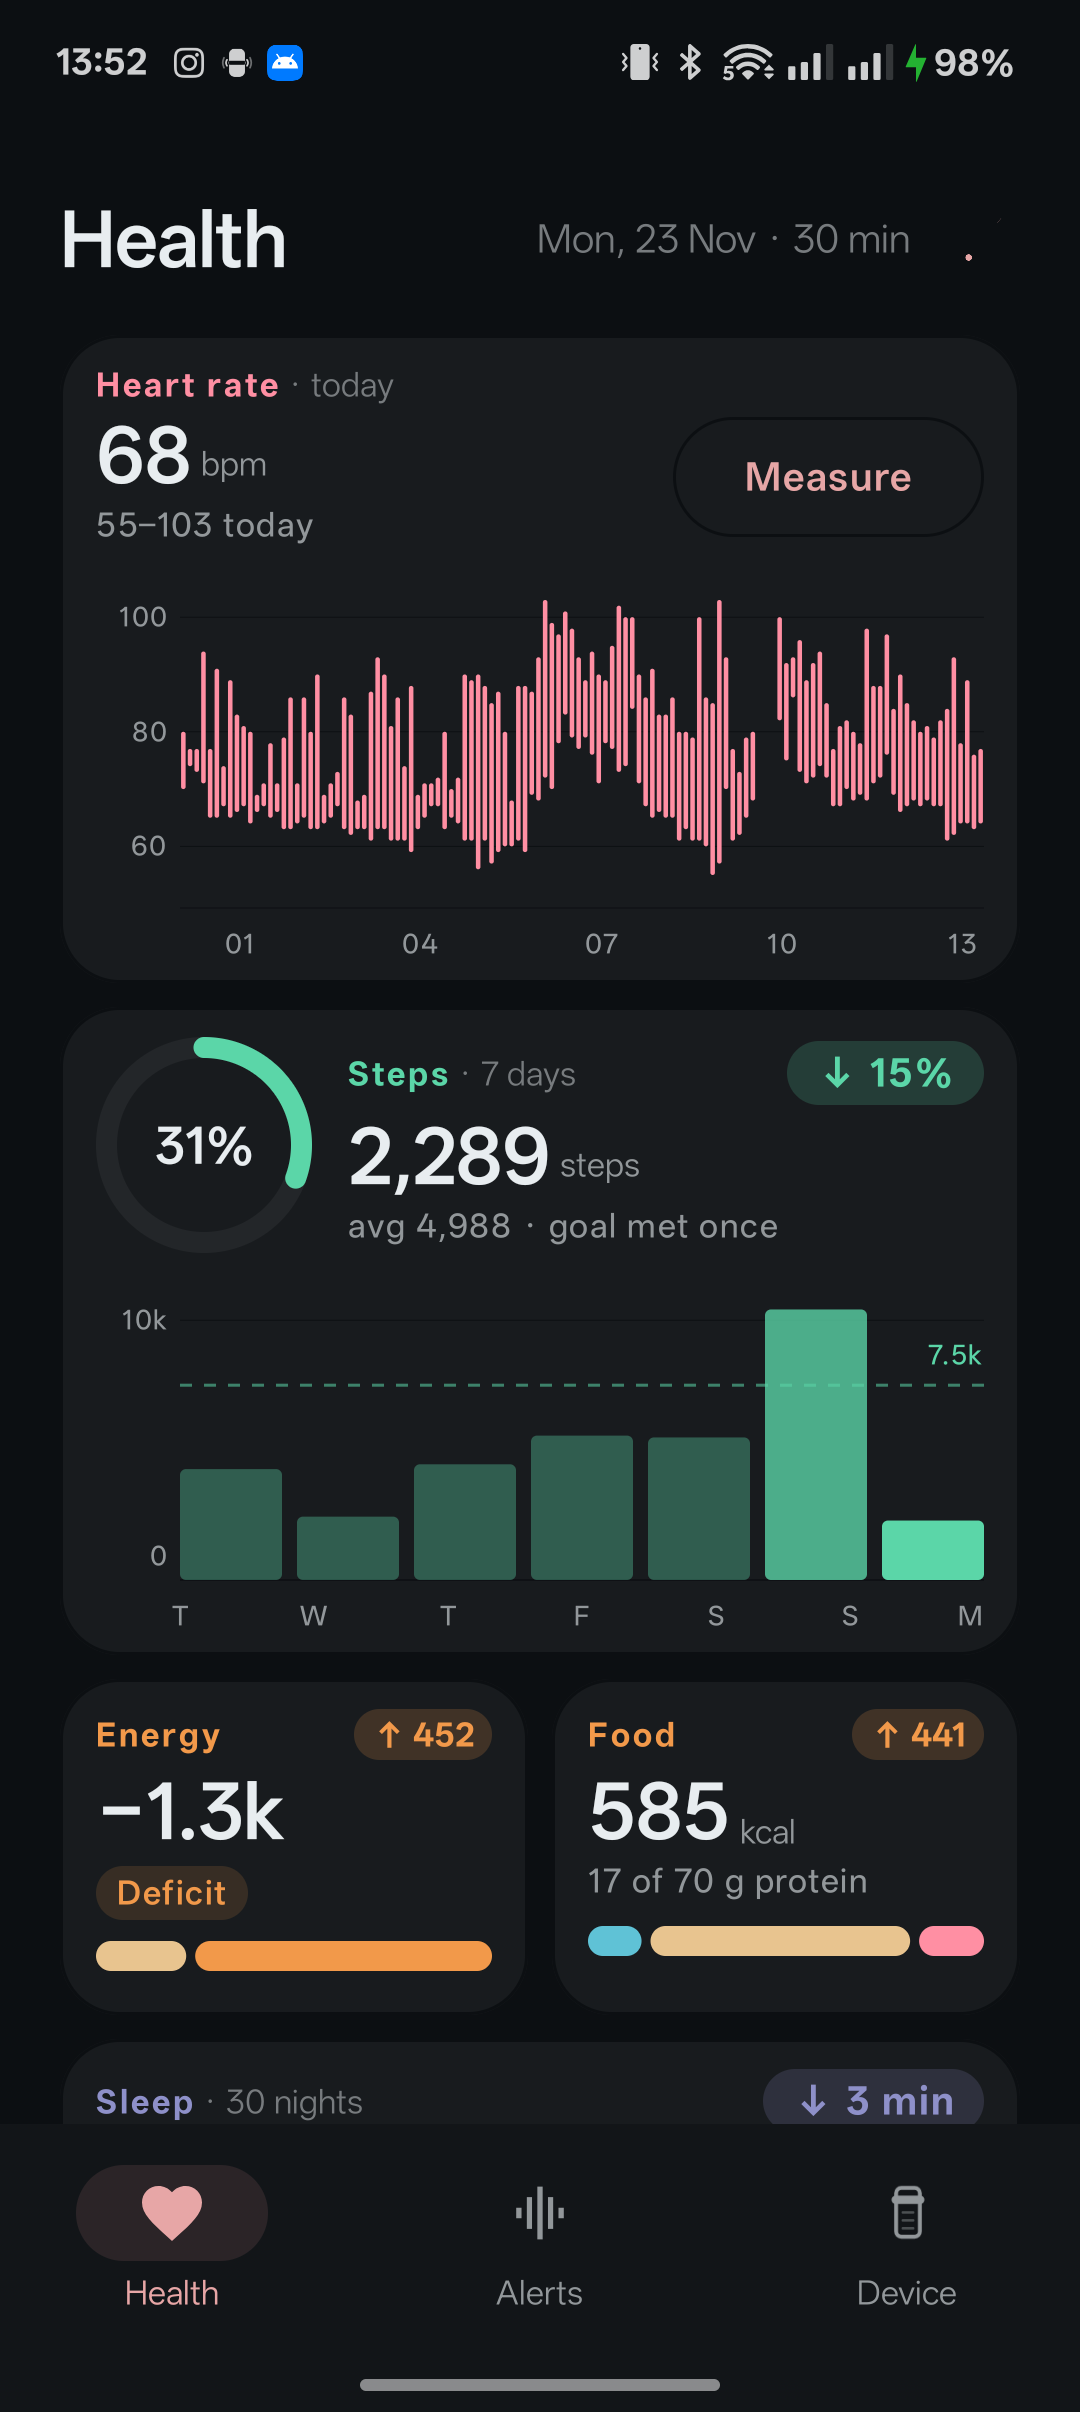 13:52 98%
Health Mon, 23 Nov · 30 min
Heart rate · today
68 bpm
Measure
55–103 today
100
80
60
01 04 07 10 13
Steps · 7 days ↓ 15%
31%
2,289 steps
avg 4,988 · goal met once
10k
7.5k
0
T W T F S S M
Energy ↑ 452
−1.3k
Deficit
Food ↑ 441
585 kcal
17 of 70 g protein
Sleep · 30 nights ↓ 3 min
Health Alerts Device